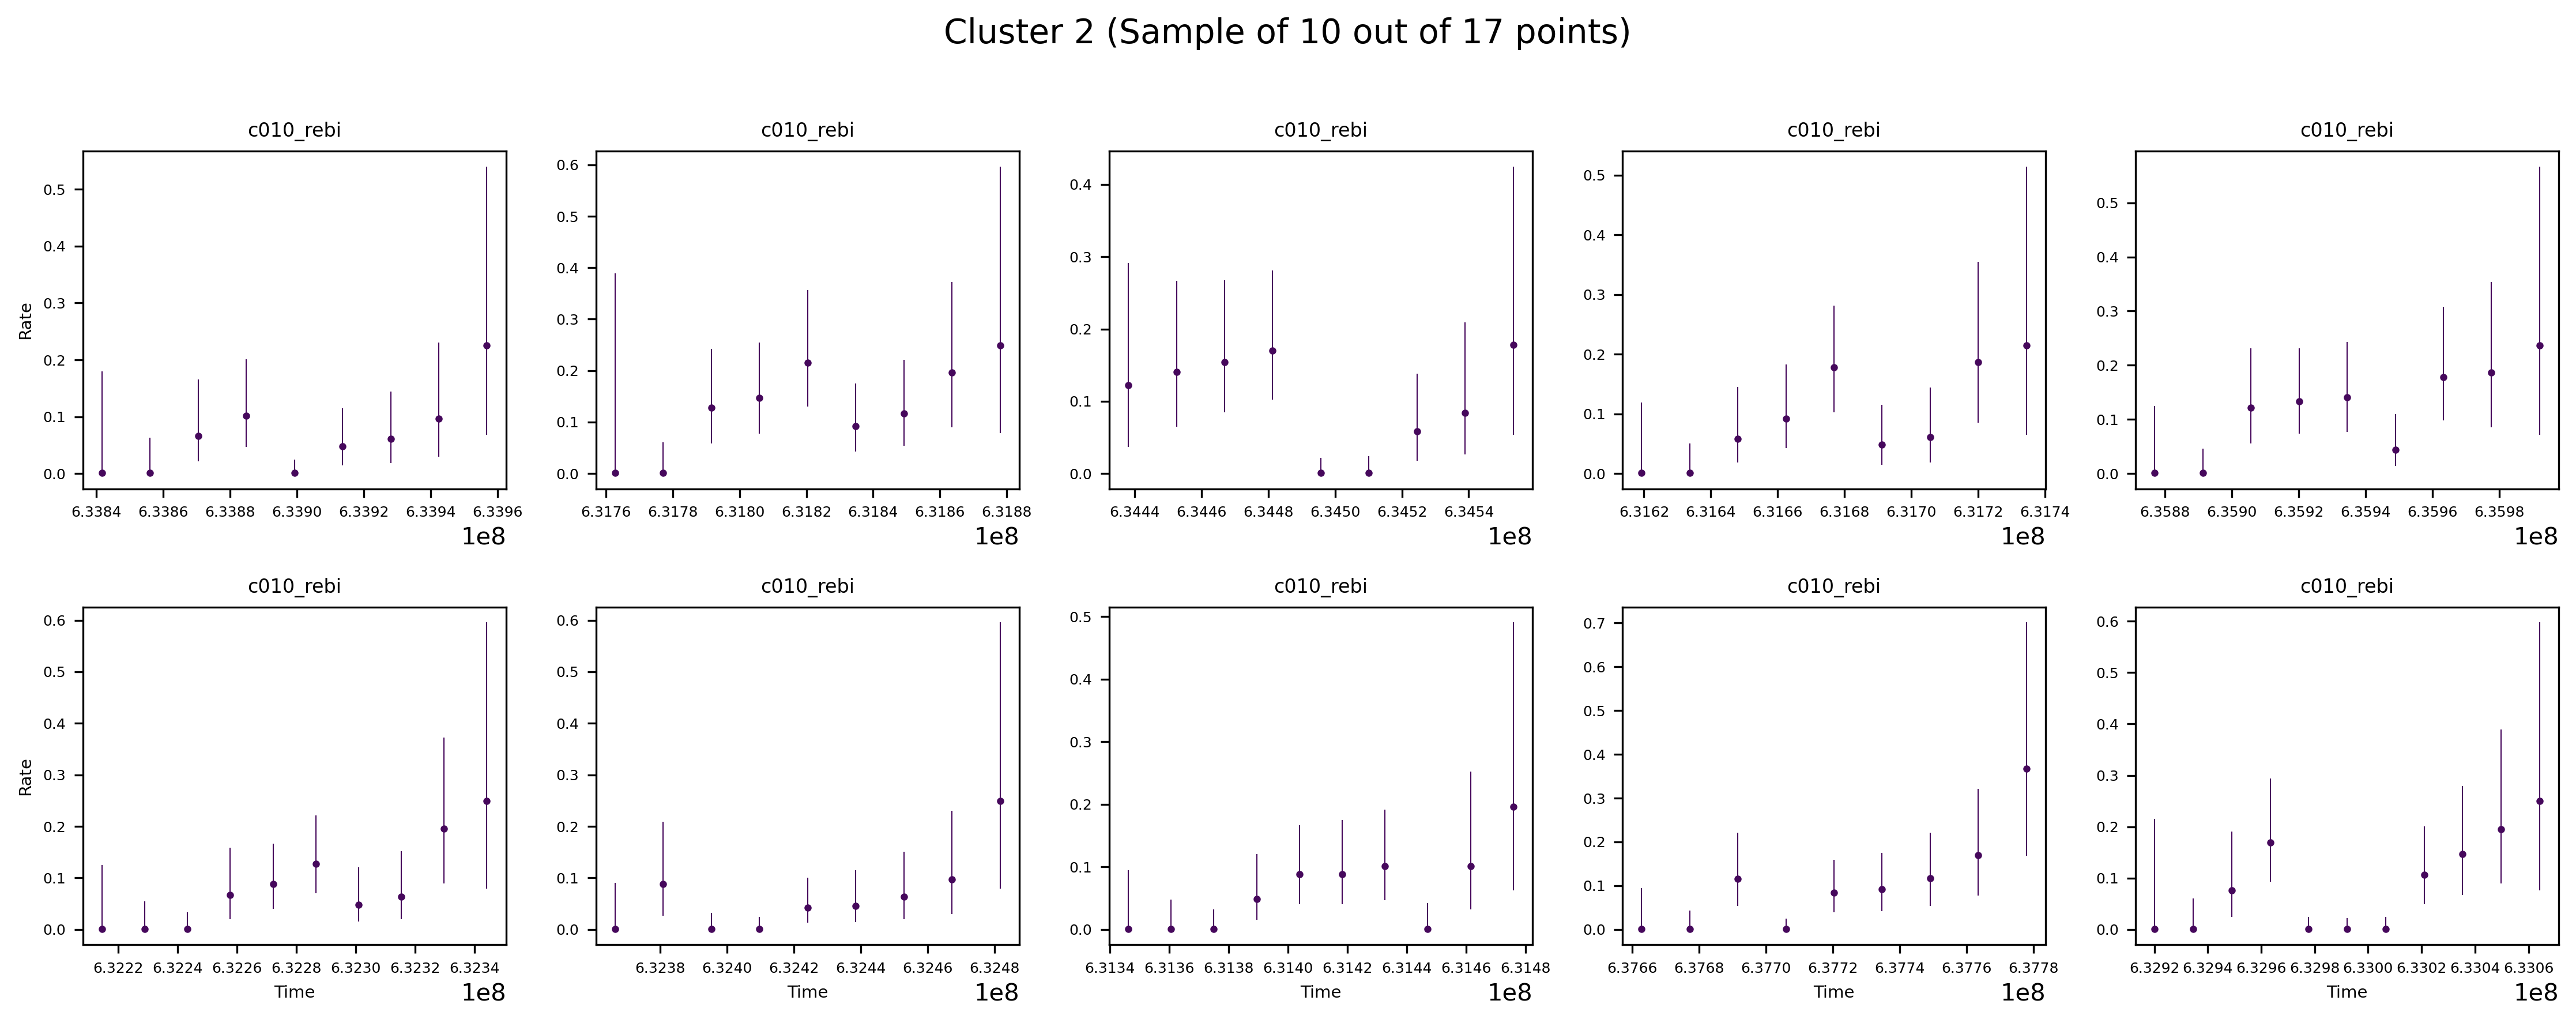 Cluster 2 (Sample of 10 out of 17 points)
c010_rebi c010_rebi c010_rebi c010_rebi c010_rebi
Rate
0.5 0.4 0.3 0.2 0.1 0.0
6.3384 6.3386 6.3388 6.3390 6.3392 6.3394 6.3396
1e8
0.6 0.5 0.4 0.3 0.2 0.1 0.0
6.3176 6.3178 6.3180 6.3182 6.3184 6.3186 6.3188
1e8
0.4 0.3 0.2 0.1 0.0
6.3444 6.3446 6.3448 6.3450 6.3452 6.3454
1e8
0.5 0.4 0.3 0.2 0.1 0.0
6.3162 6.3164 6.3166 6.3168 6.3170 6.3172 6.3174
1e8
0.5 0.4 0.3 0.2 0.1 0.0
6.3588 6.3590 6.3592 6.3594 6.3596 6.3598
1e8
c010_rebi c010_rebi c010_rebi c010_rebi c010_rebi
Rate
0.6 0.5 0.4 0.3 0.2 0.1 0.0
6.3222 6.3224 6.3226 6.3228 6.3230 6.3232 6.3234
Time 1e8
0.6 0.5 0.4 0.3 0.2 0.1 0.0
6.3238 6.3240 6.3242 6.3244 6.3246 6.3248
Time 1e8
0.5 0.4 0.3 0.2 0.1 0.0
6.3134 6.3136 6.3138 6.3140 6.3142 6.3144 6.3146 6.3148
Time 1e8
0.7 0.6 0.5 0.4 0.3 0.2 0.1 0.0
6.3766 6.3768 6.3770 6.3772 6.3774 6.3776 6.3778
Time 1e8
0.6 0.5 0.4 0.3 0.2 0.1 0.0
6.3292 6.3294 6.3296 6.3298 6.3300 6.3302 6.3304 6.3306
Time 1e8